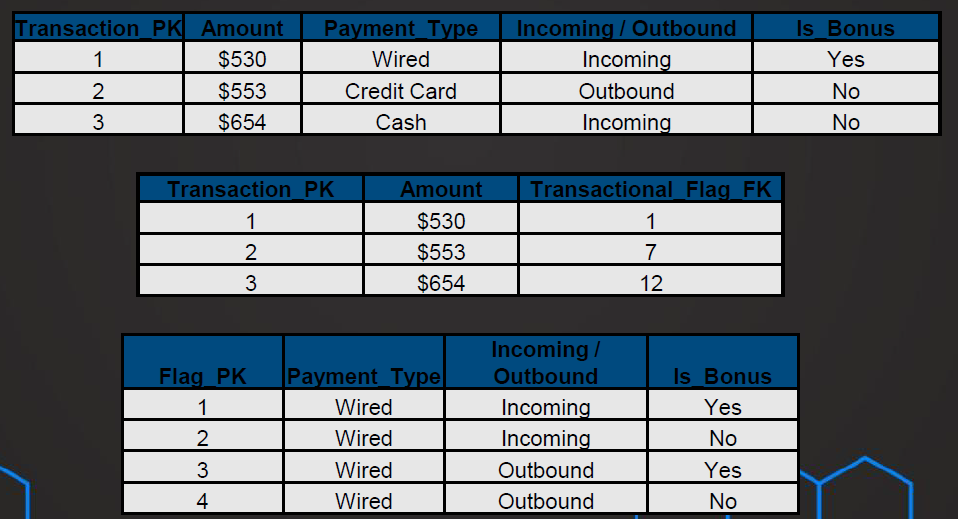 Transaction_PK Amount Payment_Type Incoming / Outbound Is_Bonus
1 $530 Wired Incoming Yes
2 $553 Credit Card Outbound No
3 $654 Cash Incoming No
Transaction_PK Amount Transactional_Flag_FK
1 $530 1
2 $553 7
3 $654 12
Incoming /
Flag_PK Payment_Type Outbound Is_Bonus
1 Wired Incoming Yes
2 Wired Incoming No
3 Wired Outbound Yes
4 Wired Outbound No